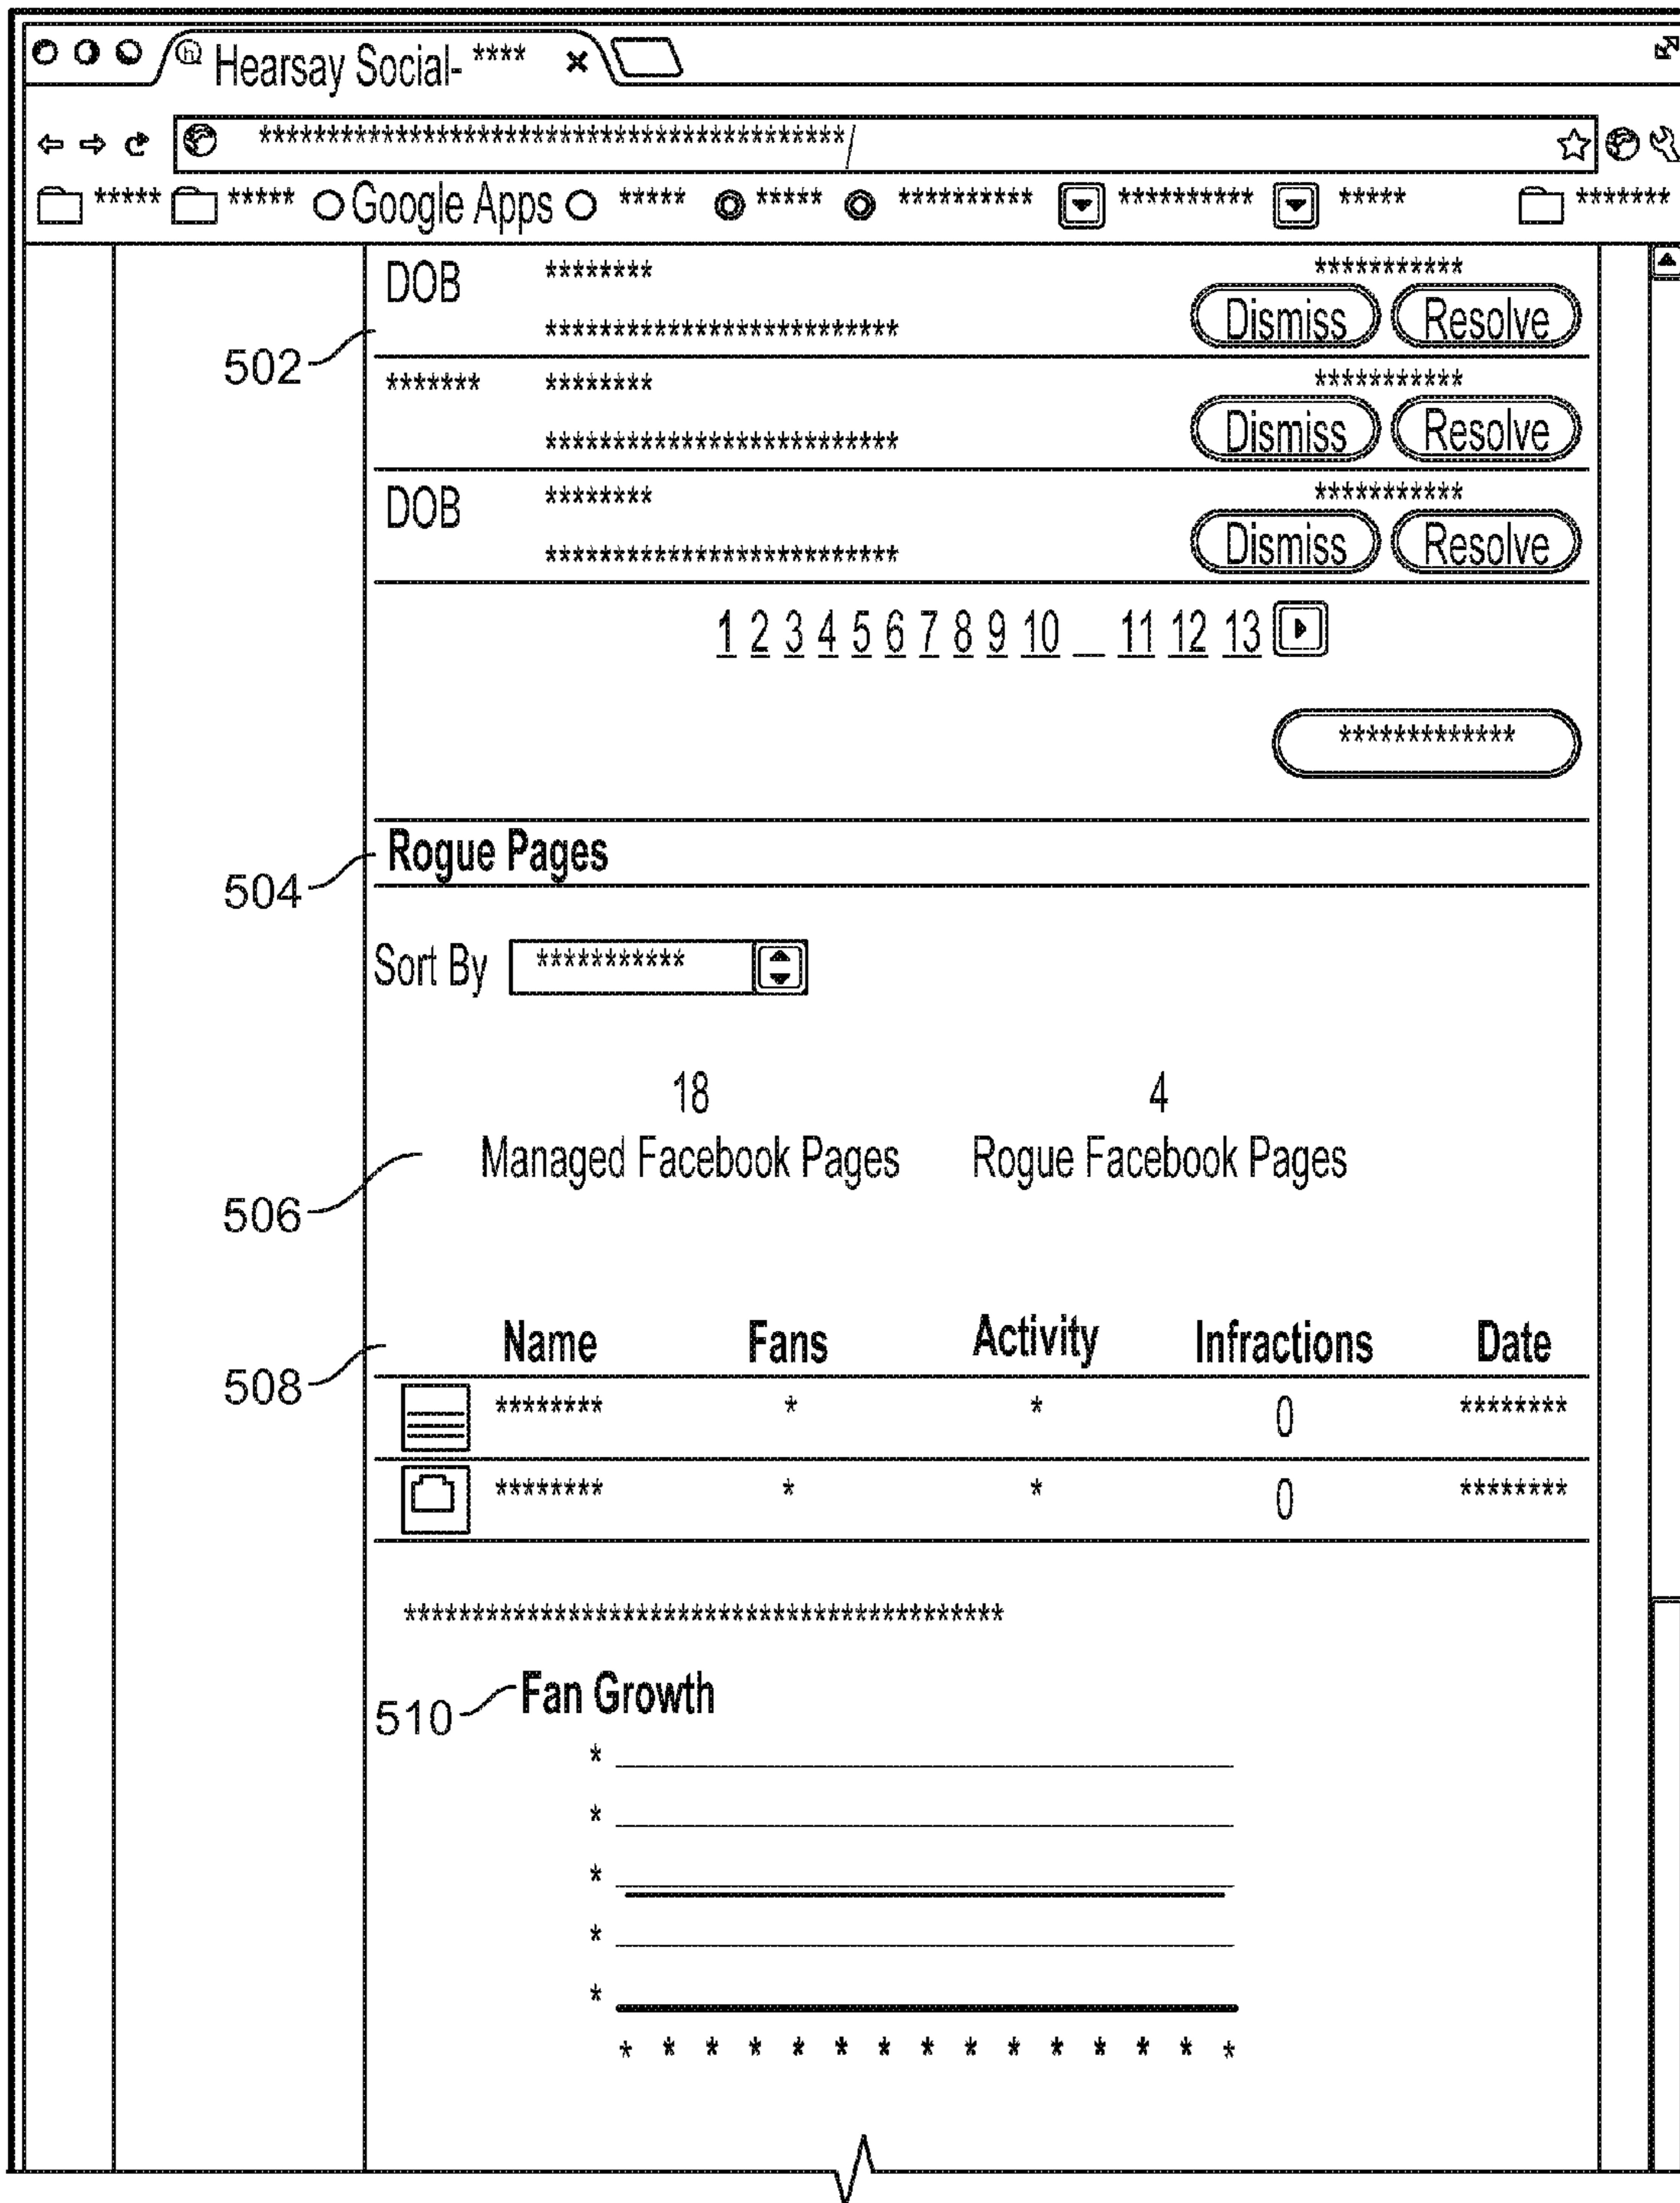 Hearsay Social- ****
*******************************************/
***** ***** Google Apps ***** ***** ********** ********** ***** *******
DOB ******** ***********
************************** Dismiss Resolve
502
******* ******** ***********
************************** Dismiss Resolve
DOB ******** ***********
************************** Dismiss Resolve
1 2 3 4 5 6 7 8 9 10 _ 11 12 13
*************
Rogue Pages
504
Sort By ***********
18 4
Managed Facebook Pages Rogue Facebook Pages
506
Name Fans Activity Infractions Date
508
******** * * 0 ********
******** * * 0 ********
********************************************
Fan Growth
510
*
*
*
*
*
* * * * * * * * * * * * * * *